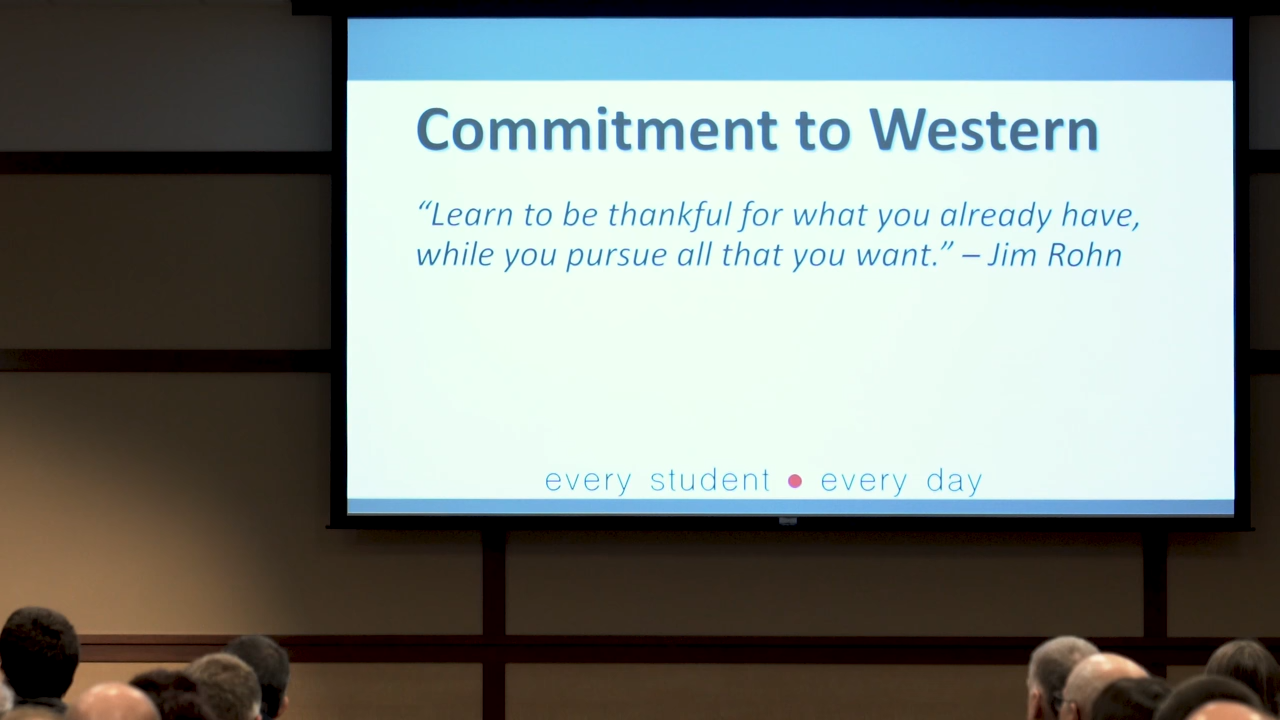 Commitment to Western
“Learn to be thankful for what you already have,
while you pursue all that you want.” – Jim Rohn
every student • every day